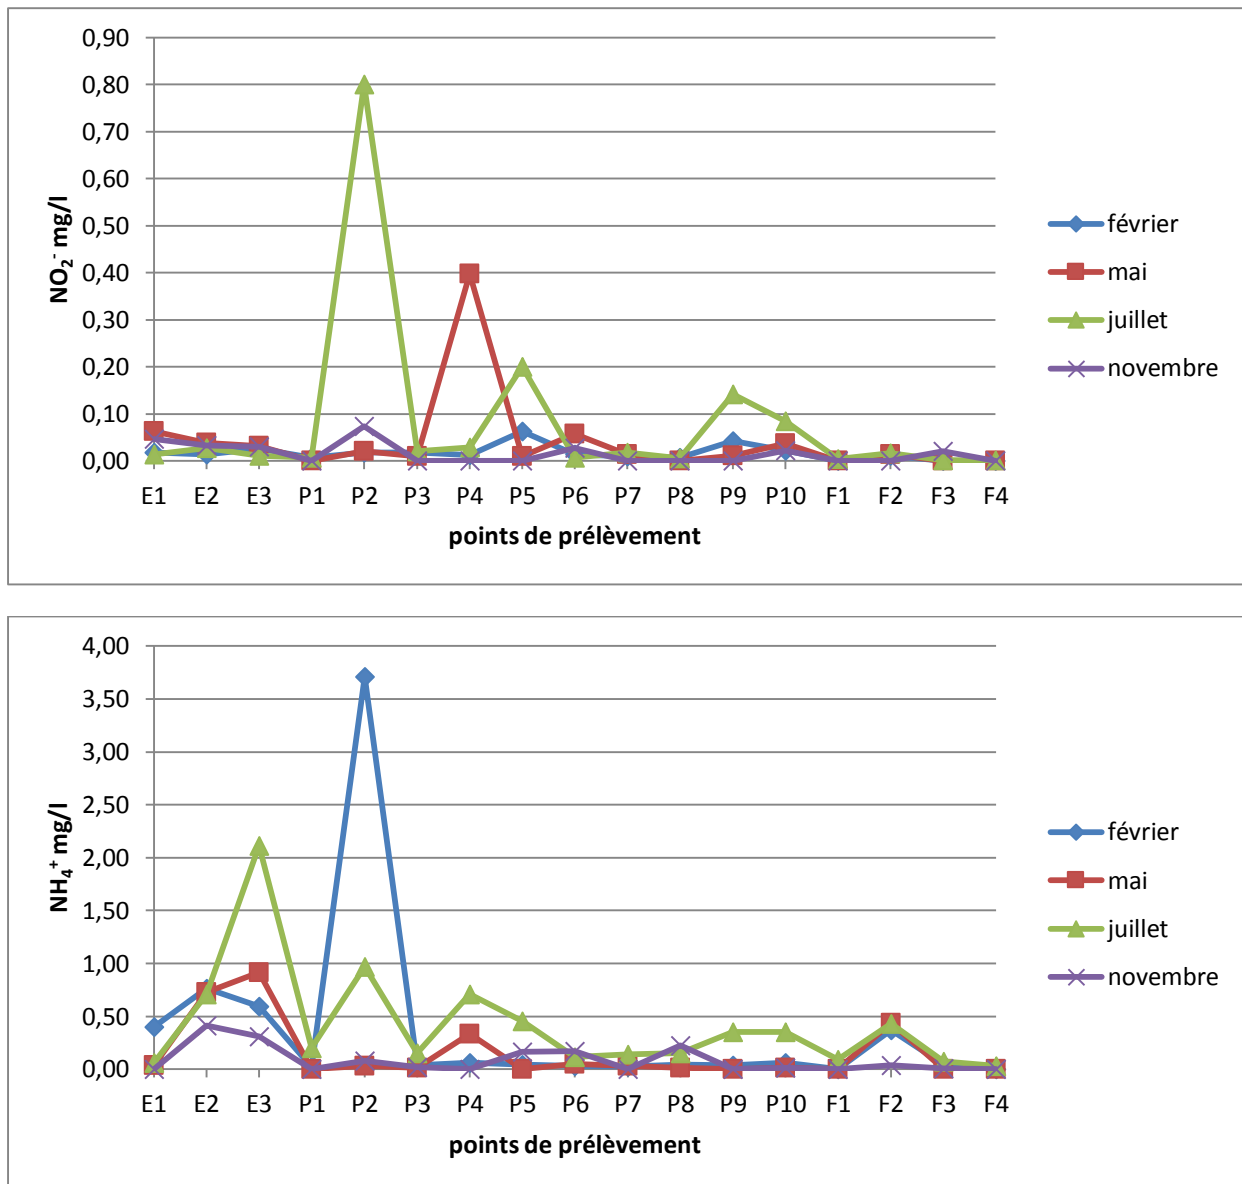 0,90
0,80
0,70
0,60
0,50
0,40
0,30
0,20
0,10
0,00
NO₂⁻ mg/l
E1 E2 E3 P1 P2 P3 P4 P5 P6 P7 P8 P9 P10 F1 F2 F3 F4
points de prélèvement
février
mai
juillet
novembre
4,00
3,50
3,00
2,50
2,00
1,50
1,00
0,50
0,00
NH₄⁺ mg/l
E1 E2 E3 P1 P2 P3 P4 P5 P6 P7 P8 P9 P10 F1 F2 F3 F4
points de prélèvement
février
mai
juillet
novembre